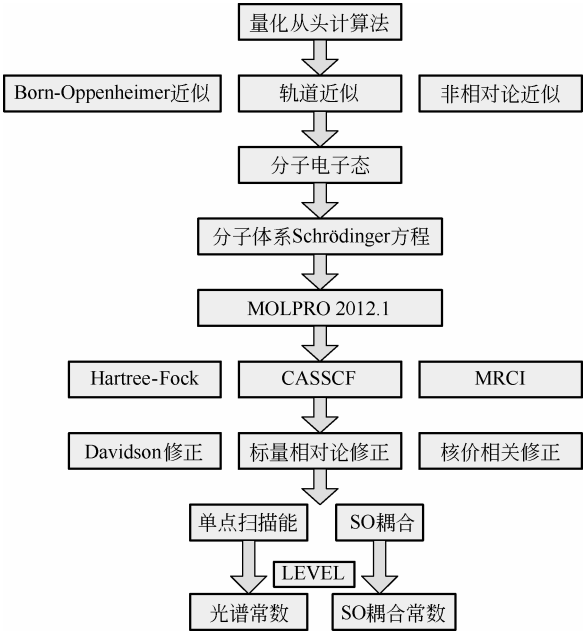 量化从头计算法
Born-Oppenheimer近似
轨道近似
非相对论近似
分子电子态
分子体系Schrödinger方程
MOLPRO 2012.1
Hartree-Fock
CASSCF
MRCI
Davidson修正
标量相对论修正
核价相关修正
单点扫描能
SO耦合
LEVEL
光谱常数
SO耦合常数